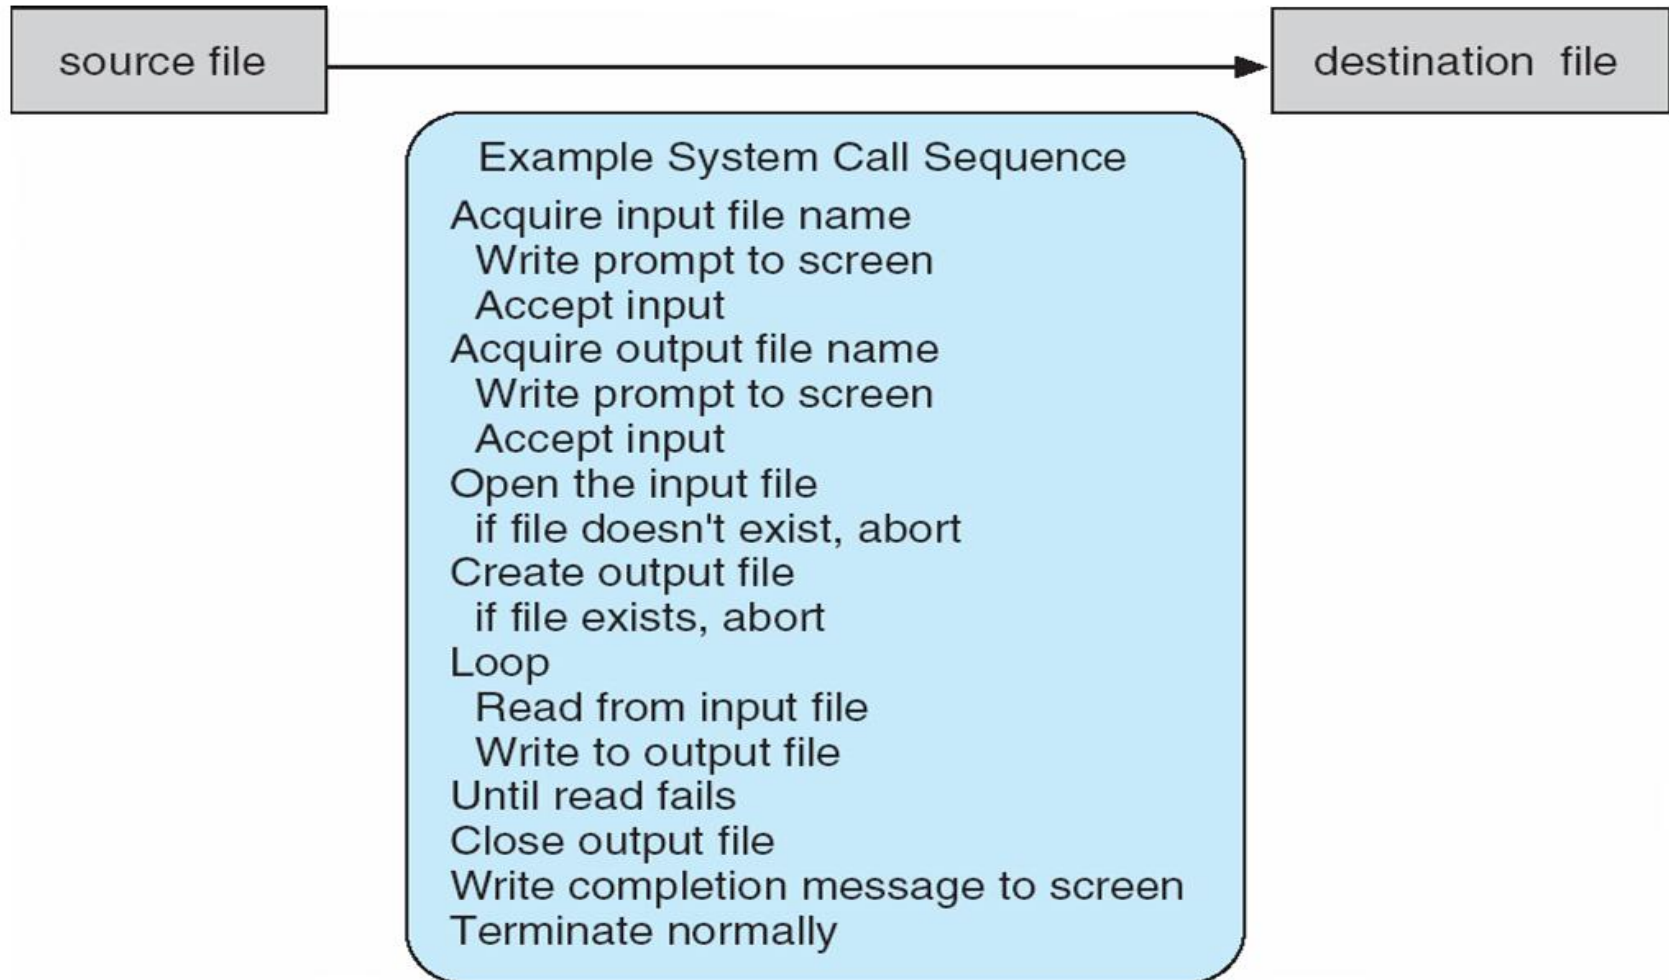 source file
destination file
Example System Call Sequence
Acquire input file name
Write prompt to screen
Accept input
Acquire output file name
Write prompt to screen
Accept input
Open the input file
if file doesn't exist, abort
Create output file
if file exists, abort
Loop
Read from input file
Write to output file
Until read fails
Close output file
Write completion message to screen
Terminate normally